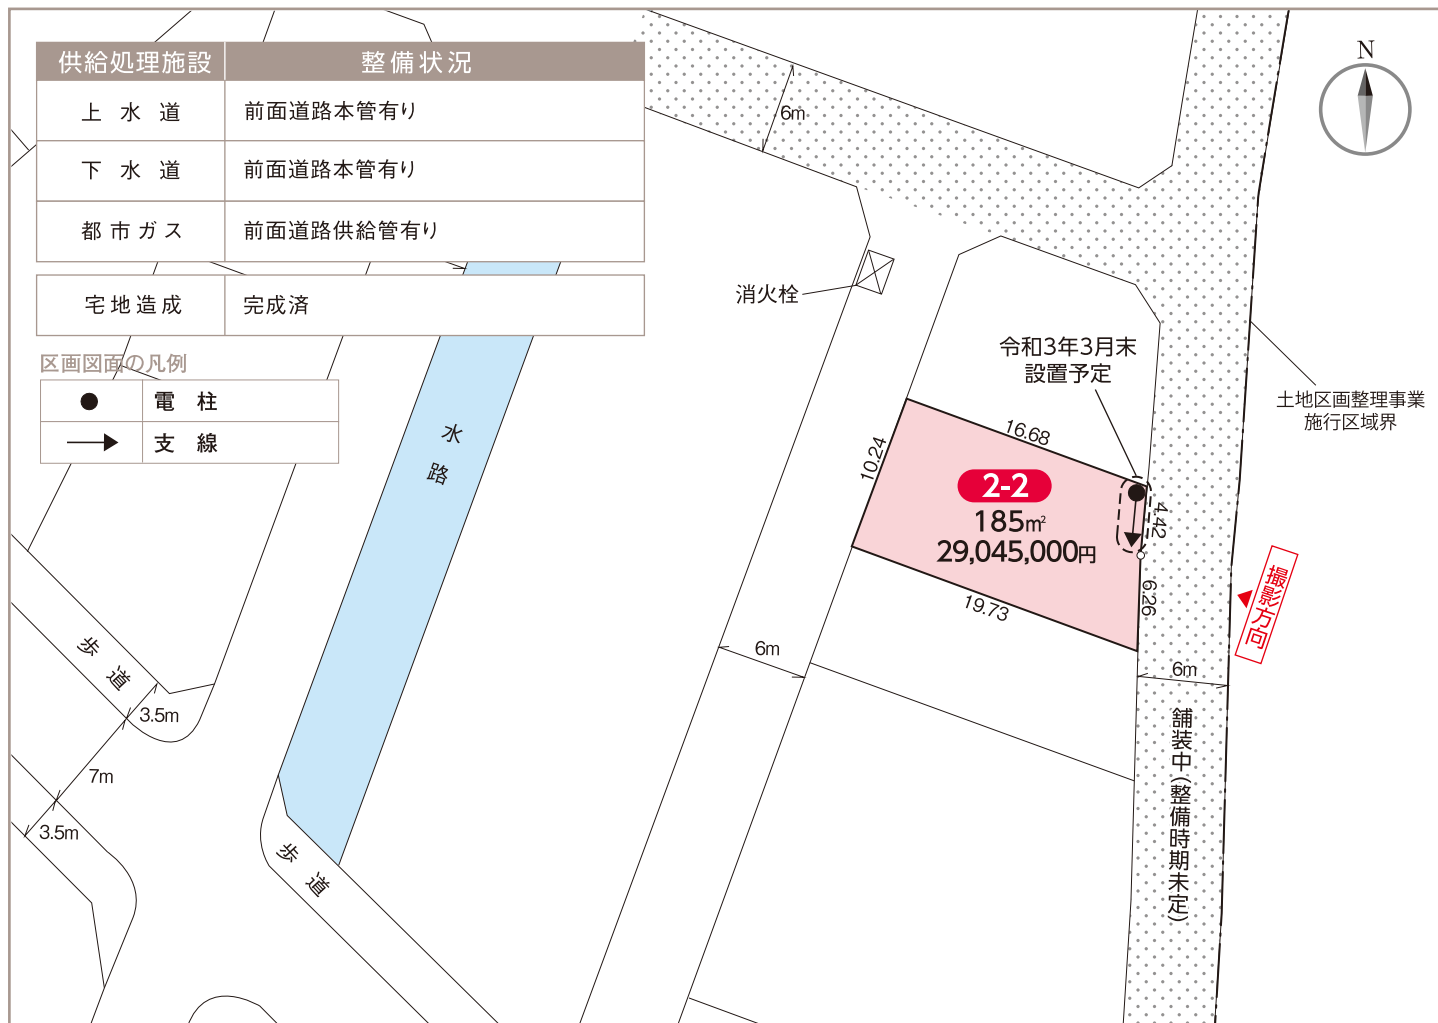 供給処理施設 整備状況
上水道 前面道路本管有り
下水道 前面道路本管有り
都市ガス 前面道路供給管有り
宅地造成 完成済
区画図面の凡例
電柱
支線
N
6m
消火栓
令和3年3月末
設置予定
土地区画整理事業
施行区域界
水路
16.68
10.24
2-2
185㎡
29,045,000円
4.42
6.26
19.73
撮影方向
6m
6m
舗装中(整備時期未定)
歩道
3.5m
7m
3.5m
歩道